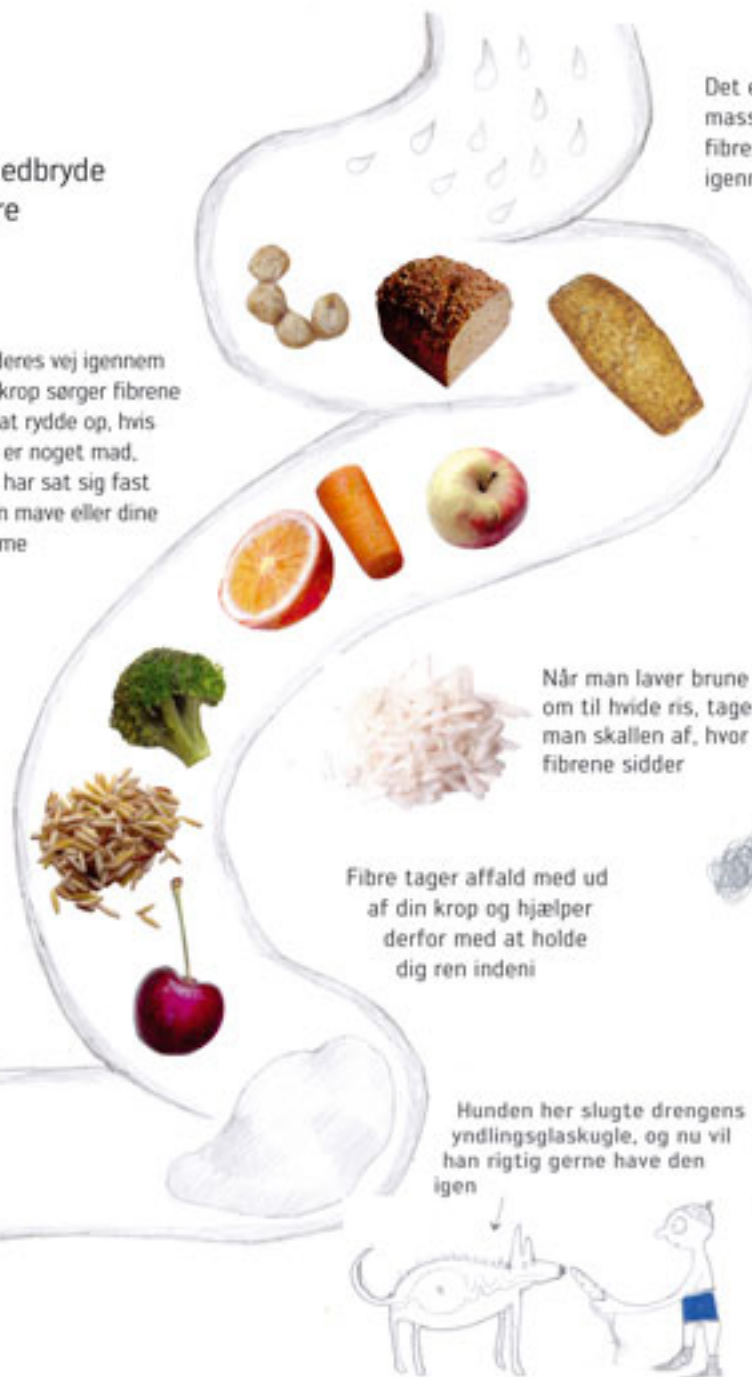 edbryde
re
Det e
mass
fibre
igenn
deres vej igennem
krop sørger fibrene
at rydde op, hvis
er noget mad,
har sat sig fast
n mave eller dine
me
Når man laver brune
om til hvide ris, tage
man skallen af, hvor
fibrene sidder
Fibre tager affald med ud
af din krop og hjælper
derfor med at holde
dig ren indeni
Hunden her slugte drengens
yndlingsglaskugle, og nu vil
han rigtig gerne have den
igen